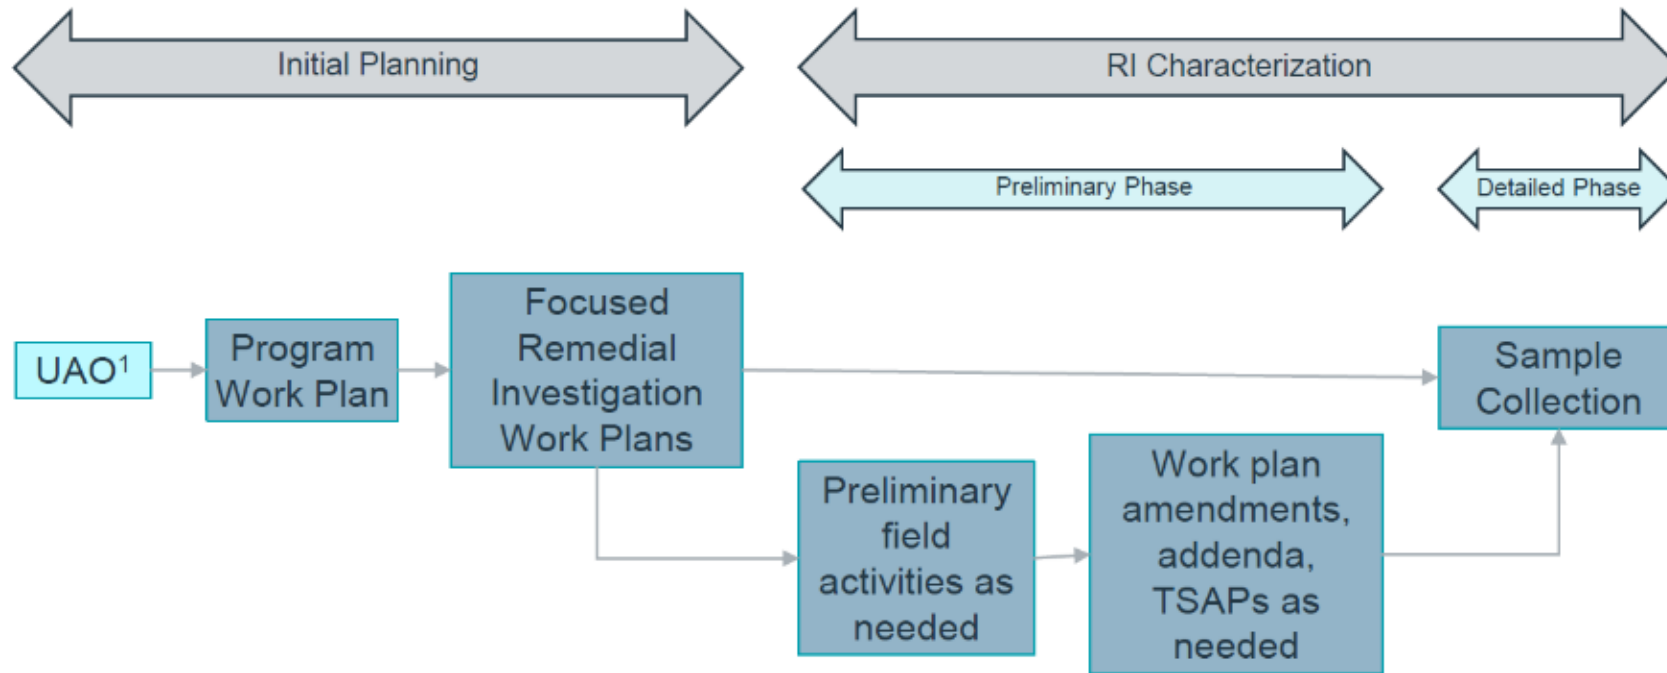 Initial Planning
RI Characterization
Preliminary Phase
Detailed Phase
UAO¹
Program
Work Plan
Focused
Remedial
Investigation
Work Plans
Preliminary
field
activities as
needed
Work plan
amendments,
addenda,
TSAPs as
needed
Sample
Collection